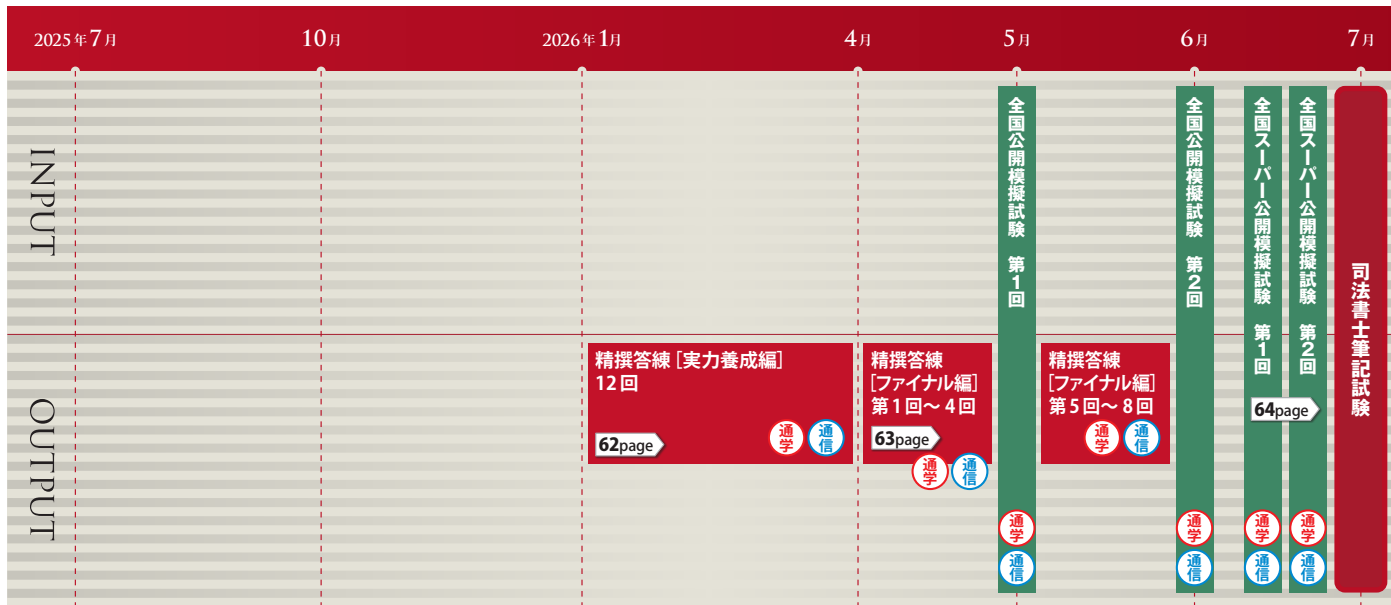 2025年7月
10月
2026年1月
4月
5月
6月
7月
INPUT
OUTPUT
精撰答練［実力養成編］
12回
62page
通学
通信
精撰答練
［ファイナル編］
第1回～4回
63page
通学
通信
全国公開模擬試験 第1回
通学
通信
精撰答練
［ファイナル編］
第5回～8回
通学
通信
全国公開模擬試験 第2回
通学
通信
全国スーパー公開模擬試験 第1回
通学
通信
全国スーパー公開模擬試験 第2回
64page
通学
通信
司法書士筆記試験